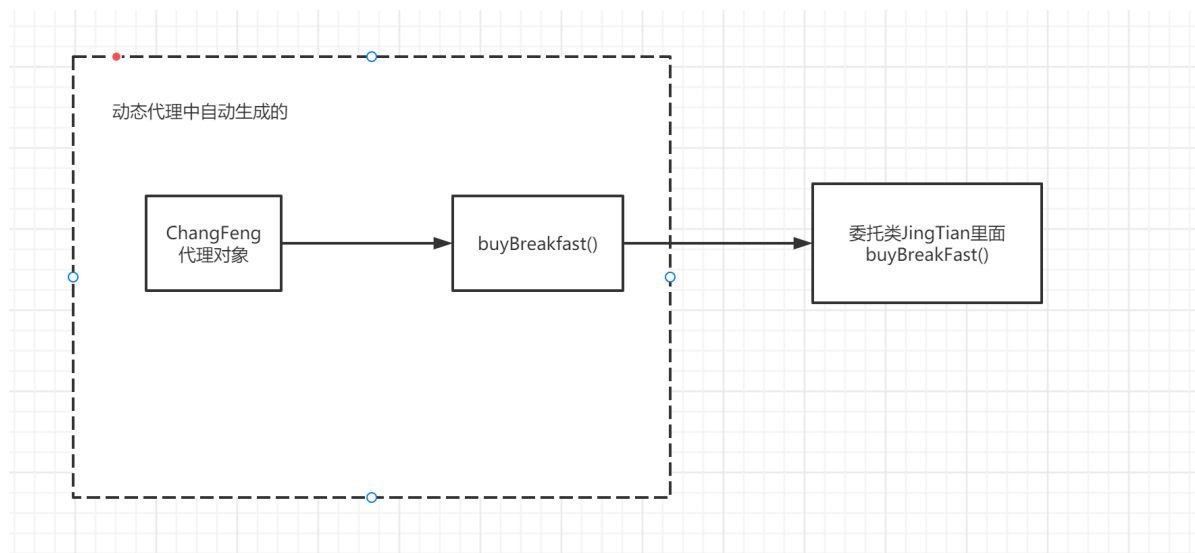 动态代理中自动生成的
ChangFeng
代理对象
buyBreakfast()
委托类JingTian里面
buyBreakFast()